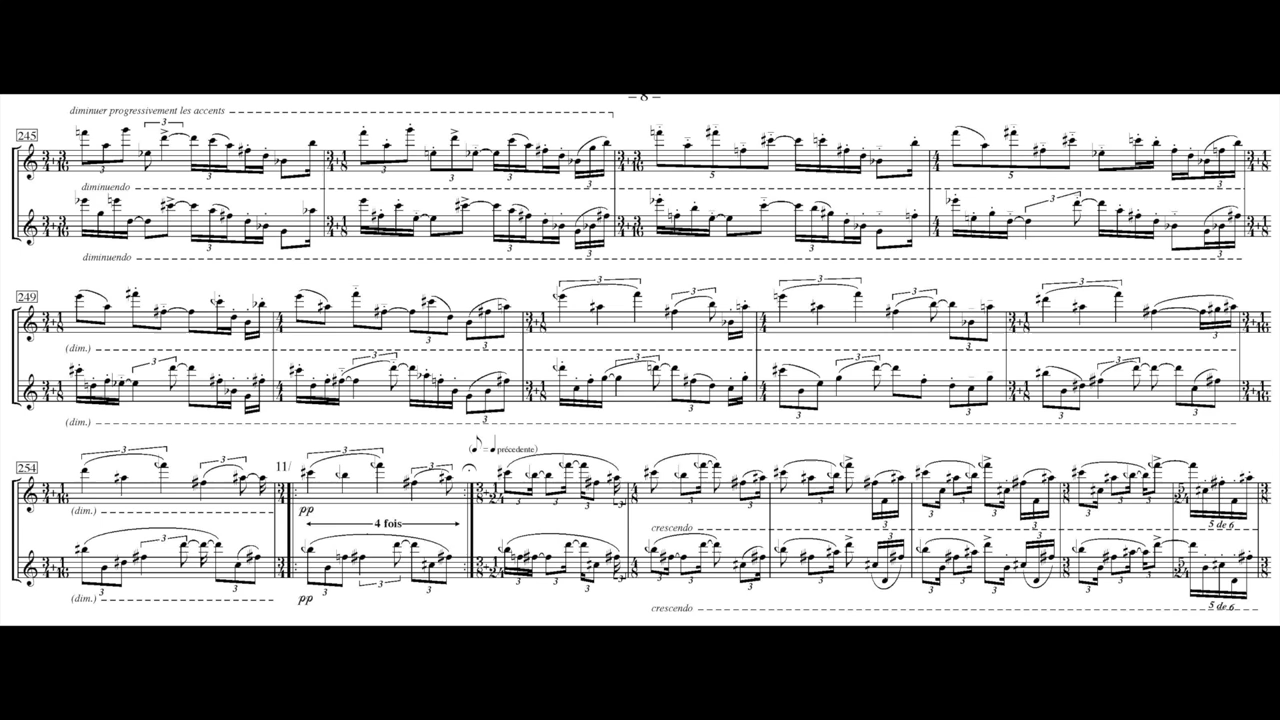 – 8 –
diminuer progressivement les accents
245
diminuendo
diminuendo
249
(dim.)
(dim.)
254
(dim.)
11/
pp
4 fois
(dim.)
pp
précedente)
crescendo
5 de 6
crescendo
5 de 6